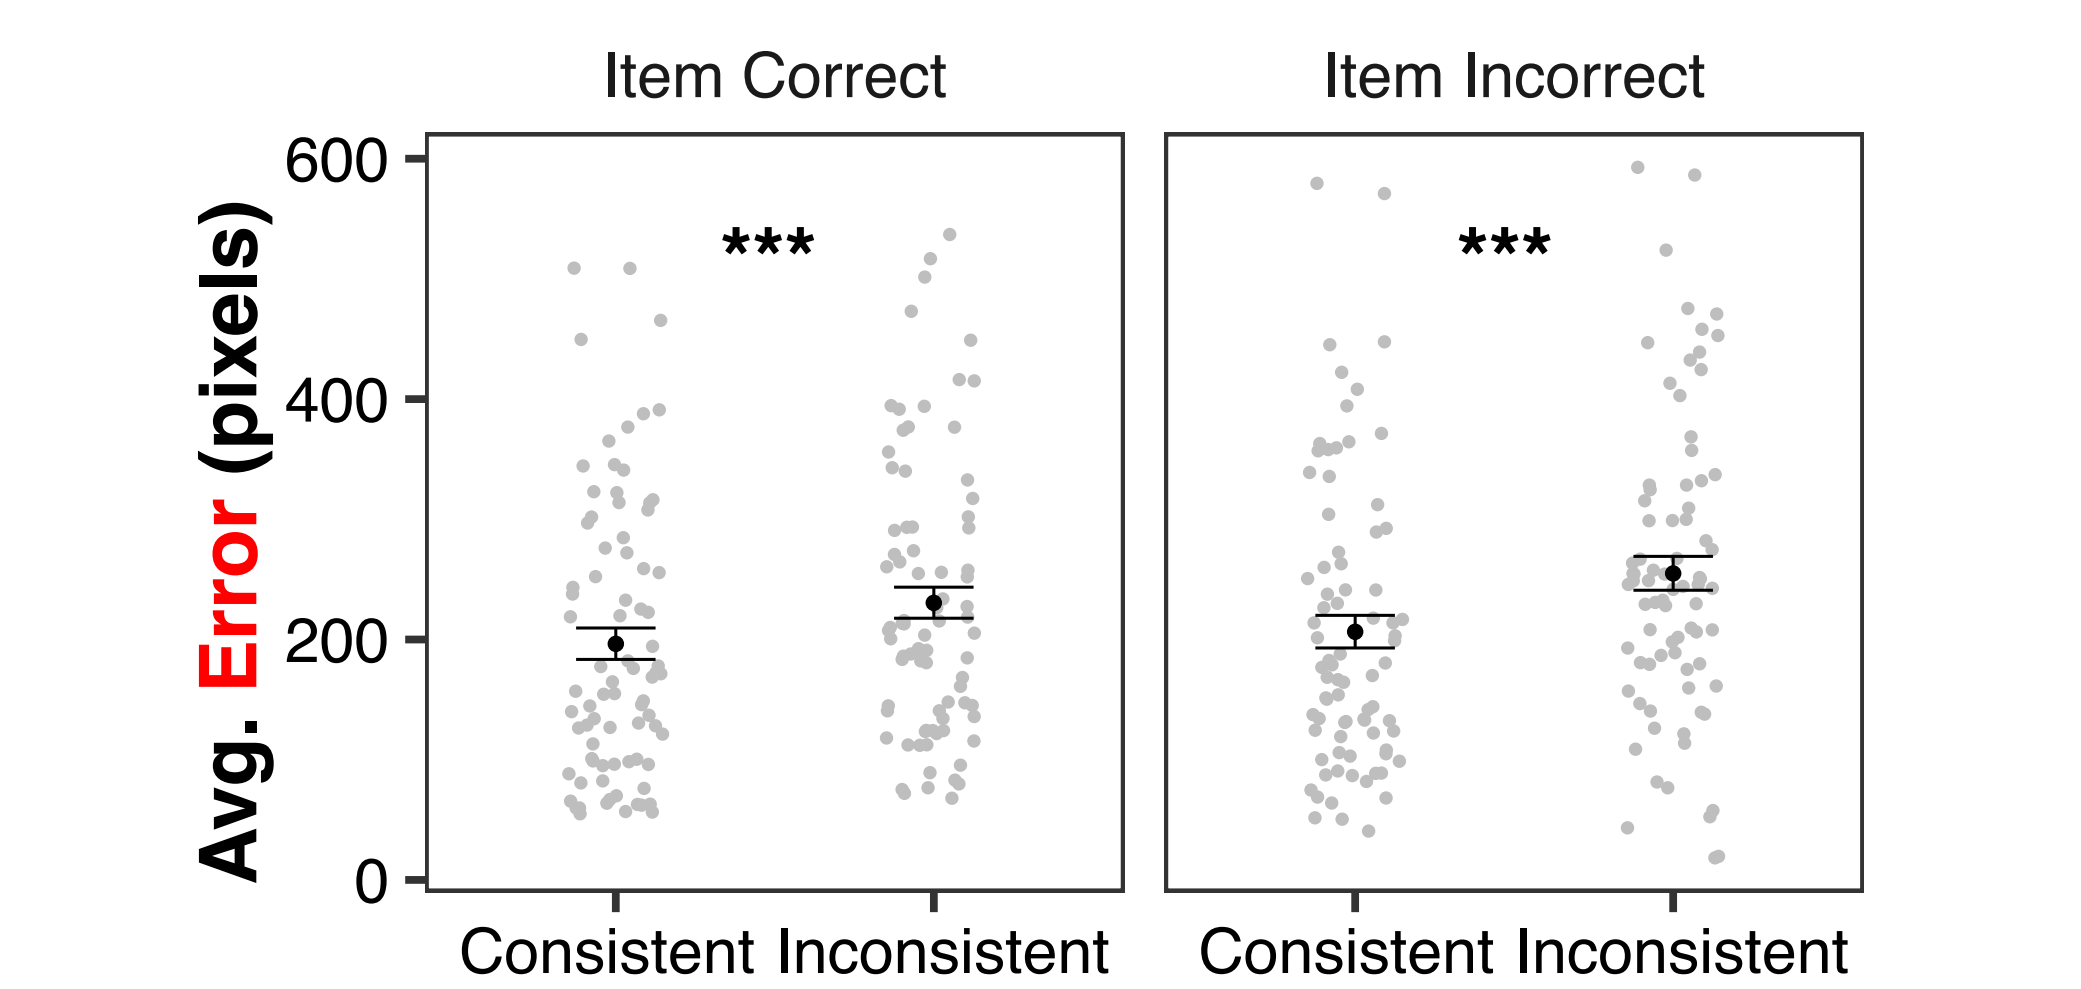 Item Correct
Item Incorrect
Avg. Error (pixels)
600
400
200
0
***
***
Consistent Inconsistent
Consistent Inconsistent